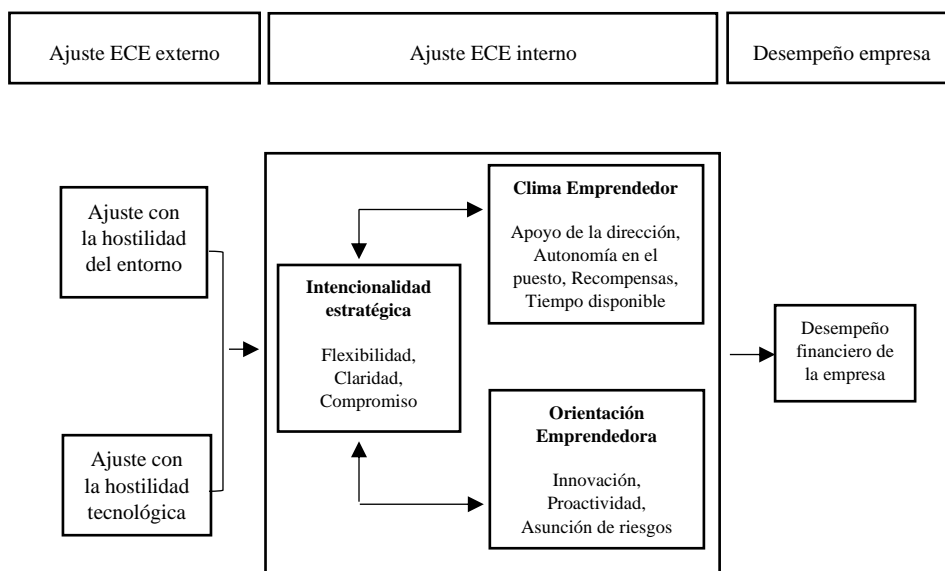 Ajuste ECE externo
Ajuste ECE interno
Desempeño empresa
Ajuste con
la hostilidad
del entorno
Ajuste con
la hostilidad
tecnológica
Intencionalidad
estratégica
Flexibilidad,
Claridad,
Compromiso
Clima Emprendedor
Apoyo de la dirección,
Autonomía en el
puesto, Recompensas,
Tiempo disponible
Orientación
Emprendedora
Innovación,
Proactividad,
Asunción de riesgos
Desempeño
financiero de
la empresa